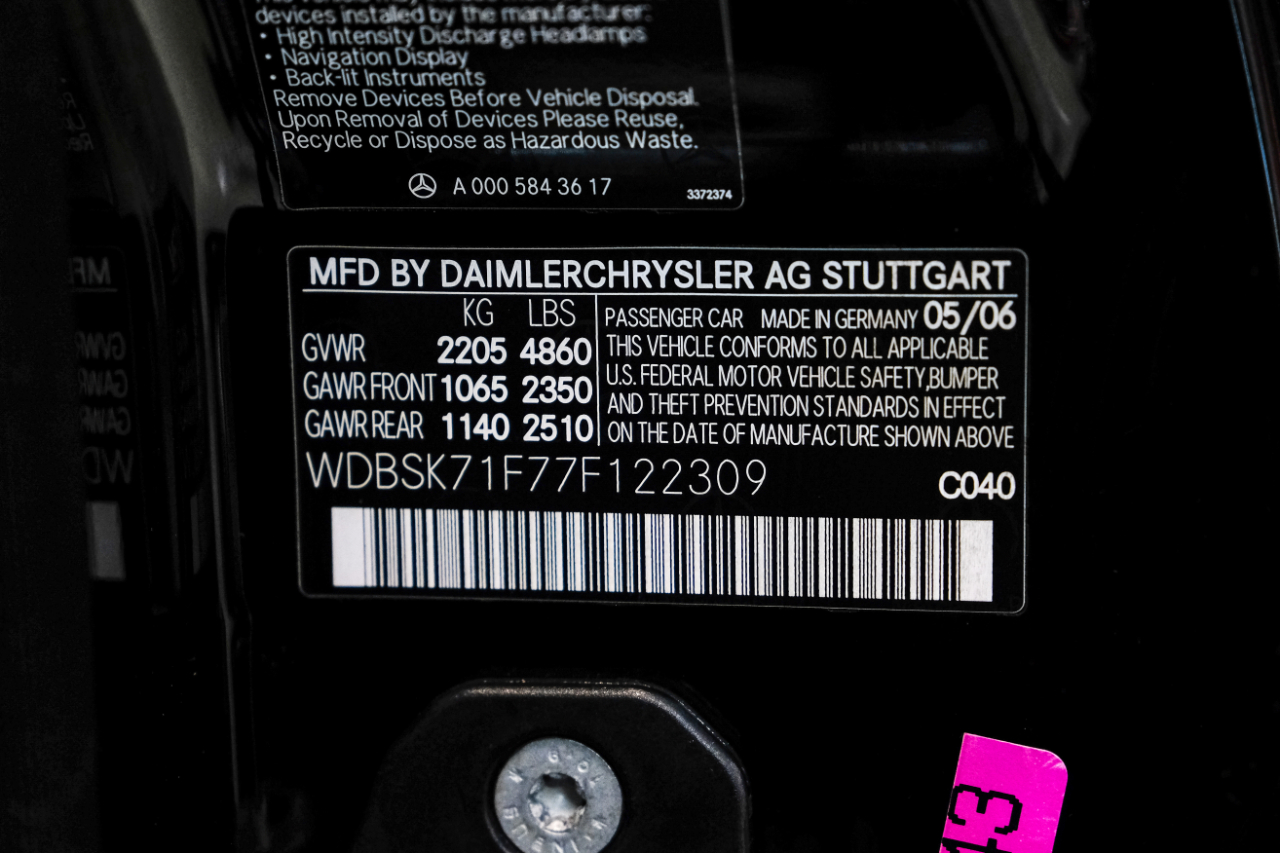 devices installed by the manufacturer:
• High Intensity Discharge Headlamps
• Navigation Display
• Back-lit Instruments
Remove Devices Before Vehicle Disposal.
Upon Removal of Devices Please Reuse,
Recycle or Dispose as Hazardous Waste.
A 000 584 36 17
3372374
MFD BY DAIMLERCHRYSLER AG STUTTGART
KG LBS
GVWR 2205 4860
GAWR FRONT 1065 2350
GAWR REAR 1140 2510
PASSENGER CAR MADE IN GERMANY 05/06
THIS VEHICLE CONFORMS TO ALL APPLICABLE
U.S. FEDERAL MOTOR VEHICLE SAFETY,BUMPER
AND THEFT PREVENTION STANDARDS IN EFFECT
ON THE DATE OF MANUFACTURE SHOWN ABOVE
WDBSK71F77F122309
C040